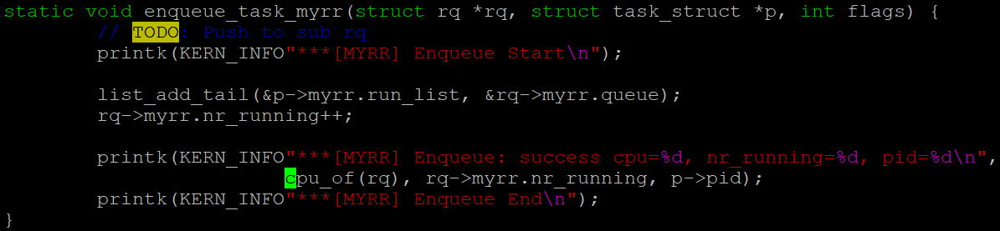 static void enqueue_task_myrr(struct rq *rq, struct task_struct *p, int flags) {
        // TODO: Push to sub rq
        printk(KERN_INFO"***[MYRR] Enqueue Start\n");

        list_add_tail(&p->myrr.run_list, &rq->myrr.queue);
        rq->myrr.nr_running++;

        printk(KERN_INFO"***[MYRR] Enqueue: success cpu=%d, nr_running=%d, pid=%d\n",
                        cpu_of(rq), rq->myrr.nr_running, p->pid);
        printk(KERN_INFO"***[MYRR] Enqueue End\n");
}